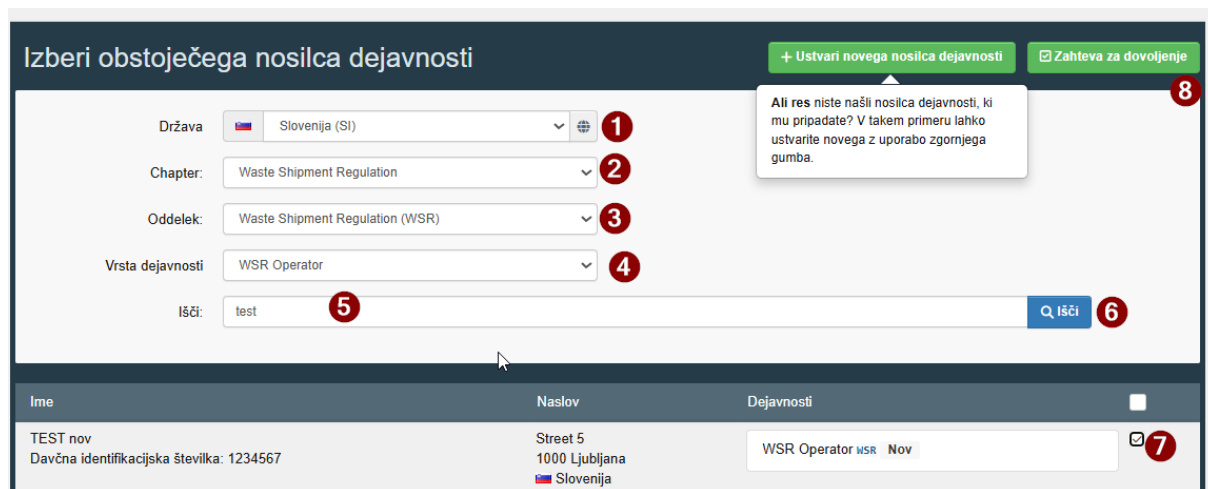 Izberi obstoječega nosilca dejavnosti
+ Ustvari novega nosilca dejavnosti
Zahteva za dovoljenje
8
Ali res niste našli nosilca dejavnosti, ki
mu pripadate? V takem primeru lahko
ustvarite novega z uporabo zgornjega
gumba.
Država
Slovenija (SI)
1
Chapter:
Waste Shipment Regulation
2
Oddelek:
Waste Shipment Regulation (WSR)
3
Vrsta dejavnosti
WSR Operator
4
Išči:
test
5
Išči
6
Ime
Naslov
Dejavnosti
TEST nov
Davčna identifikacijska številka: 1234567
Street 5
1000 Ljubljana
Slovenija
WSR Operator WSR Nov
7